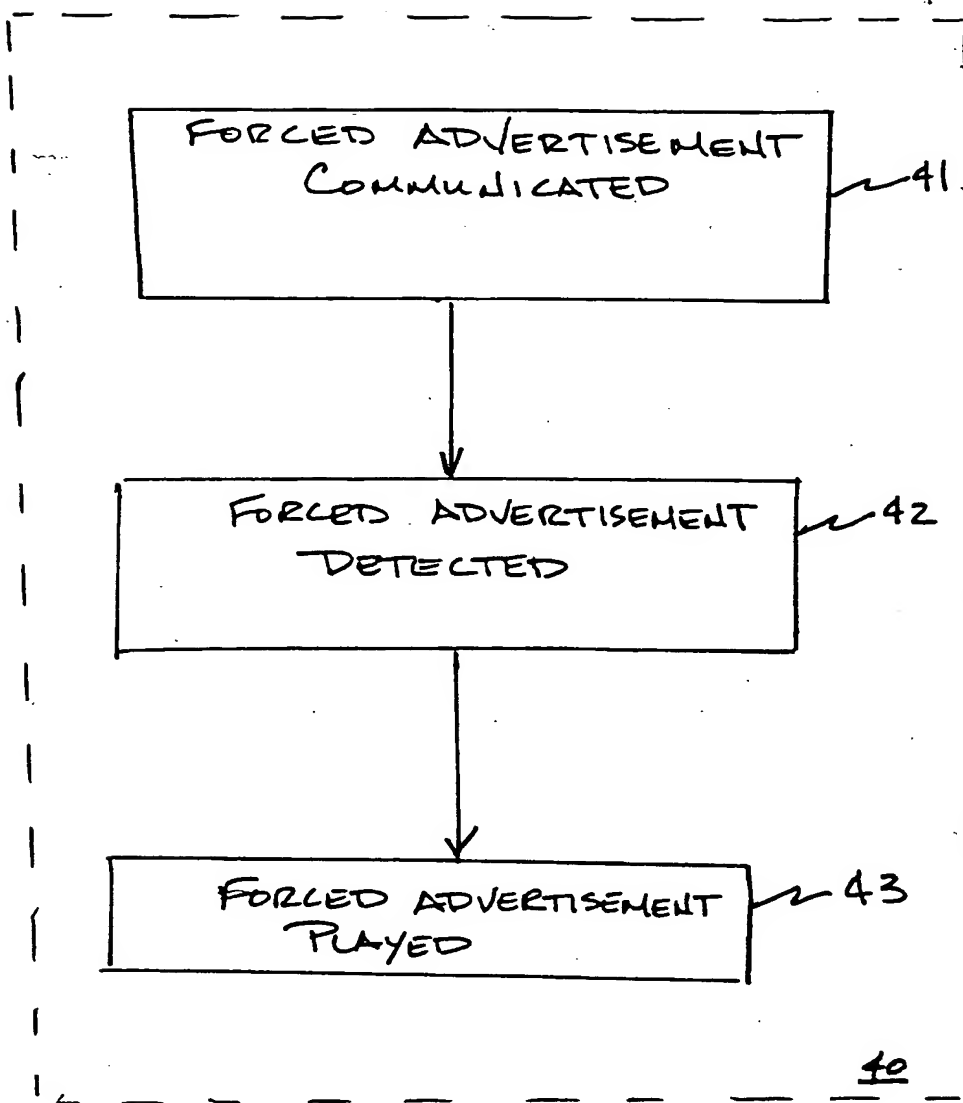 FORCED ADVERTISEMENT
COMMUNICATED
41
FORCED ADVERTISEMENT
DETECTED
42
FORCED ADVERTISEMENT
PLAYED
43
40